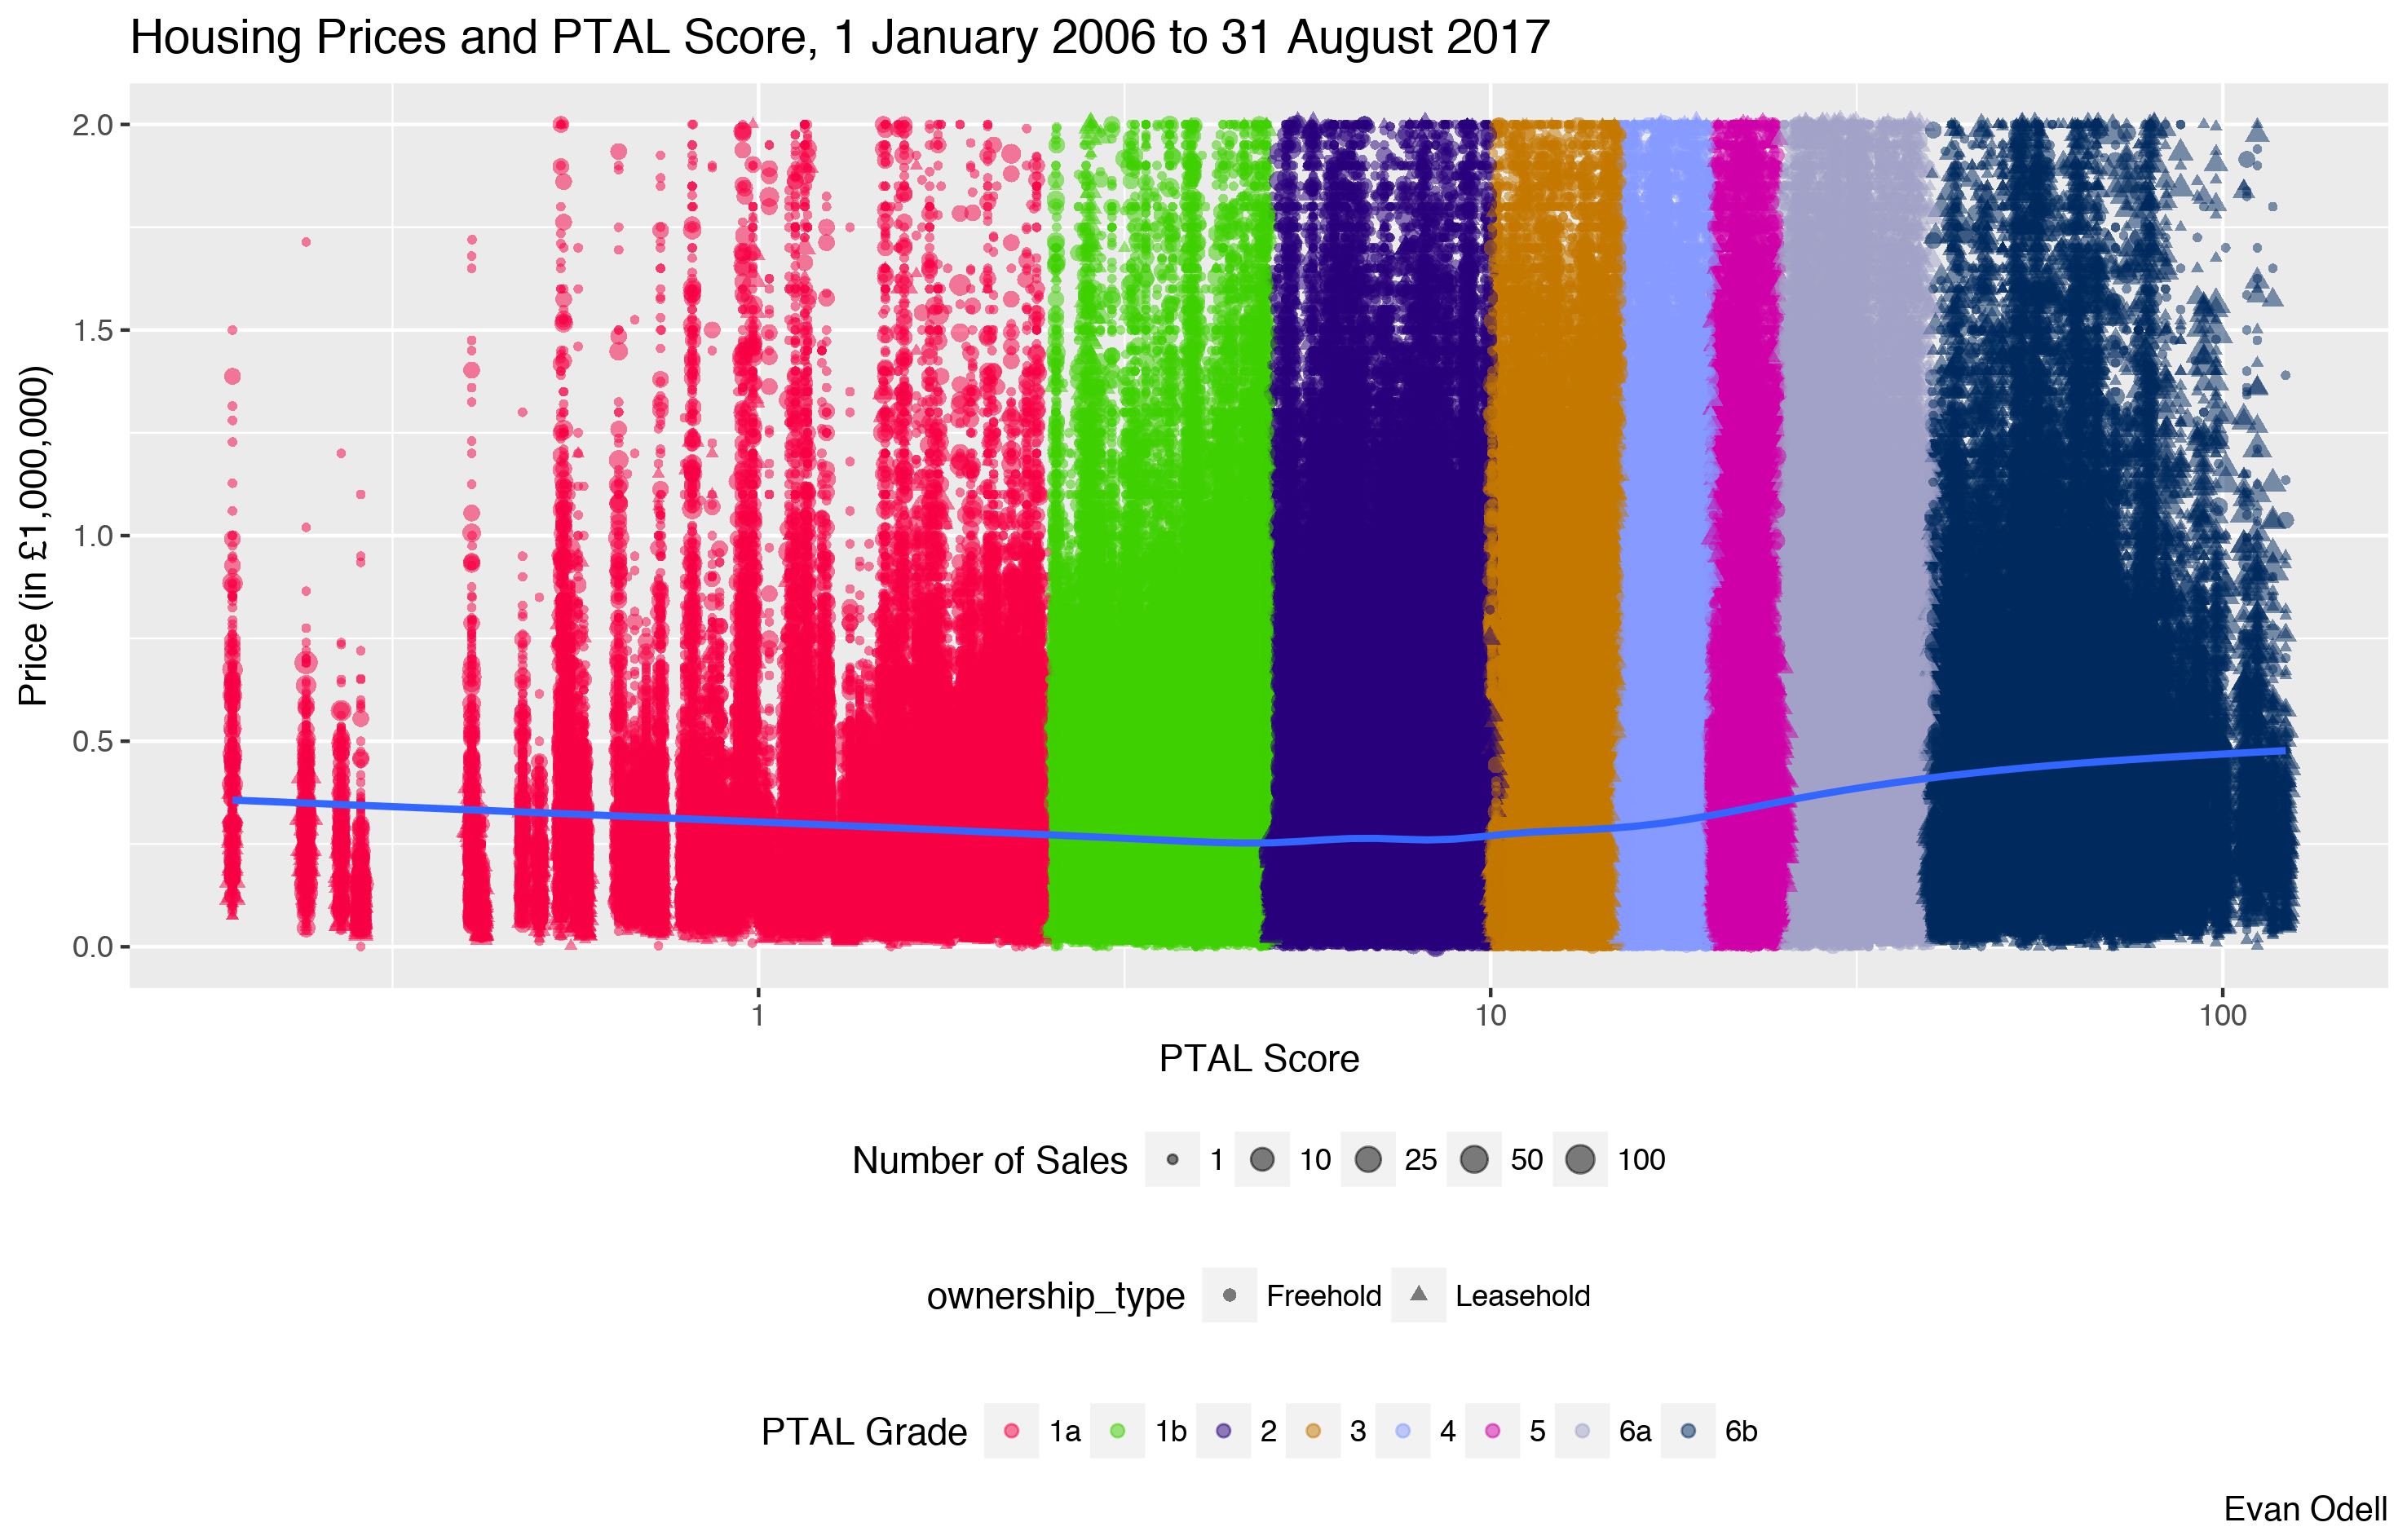 Housing Prices and PTAL Score, 1 January 2006 to 31 August 2017
Price (in £1,000,000)
2.0
1.5
1.0
0.5
0.0
1 10 100
PTAL Score
Number of Sales 1 10 25 50 100
ownership_type Freehold Leasehold
PTAL Grade 1a 1b 2 3 4 5 6a 6b
Evan Odell